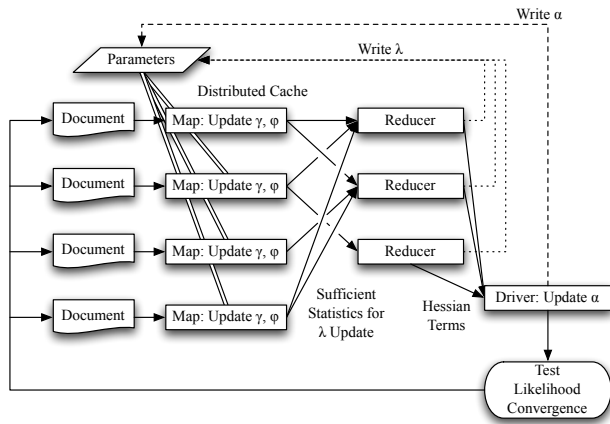 Write α
Parameters
Write λ
Distributed Cache
Document
Map: Update γ, φ
Reducer
Document
Map: Update γ, φ
Reducer
Document
Map: Update γ, φ
Reducer
Document
Map: Update γ, φ
Sufficient
Statistics for
λ Update
Hessian
Terms
Driver: Update α
Test
Likelihood
Convergence